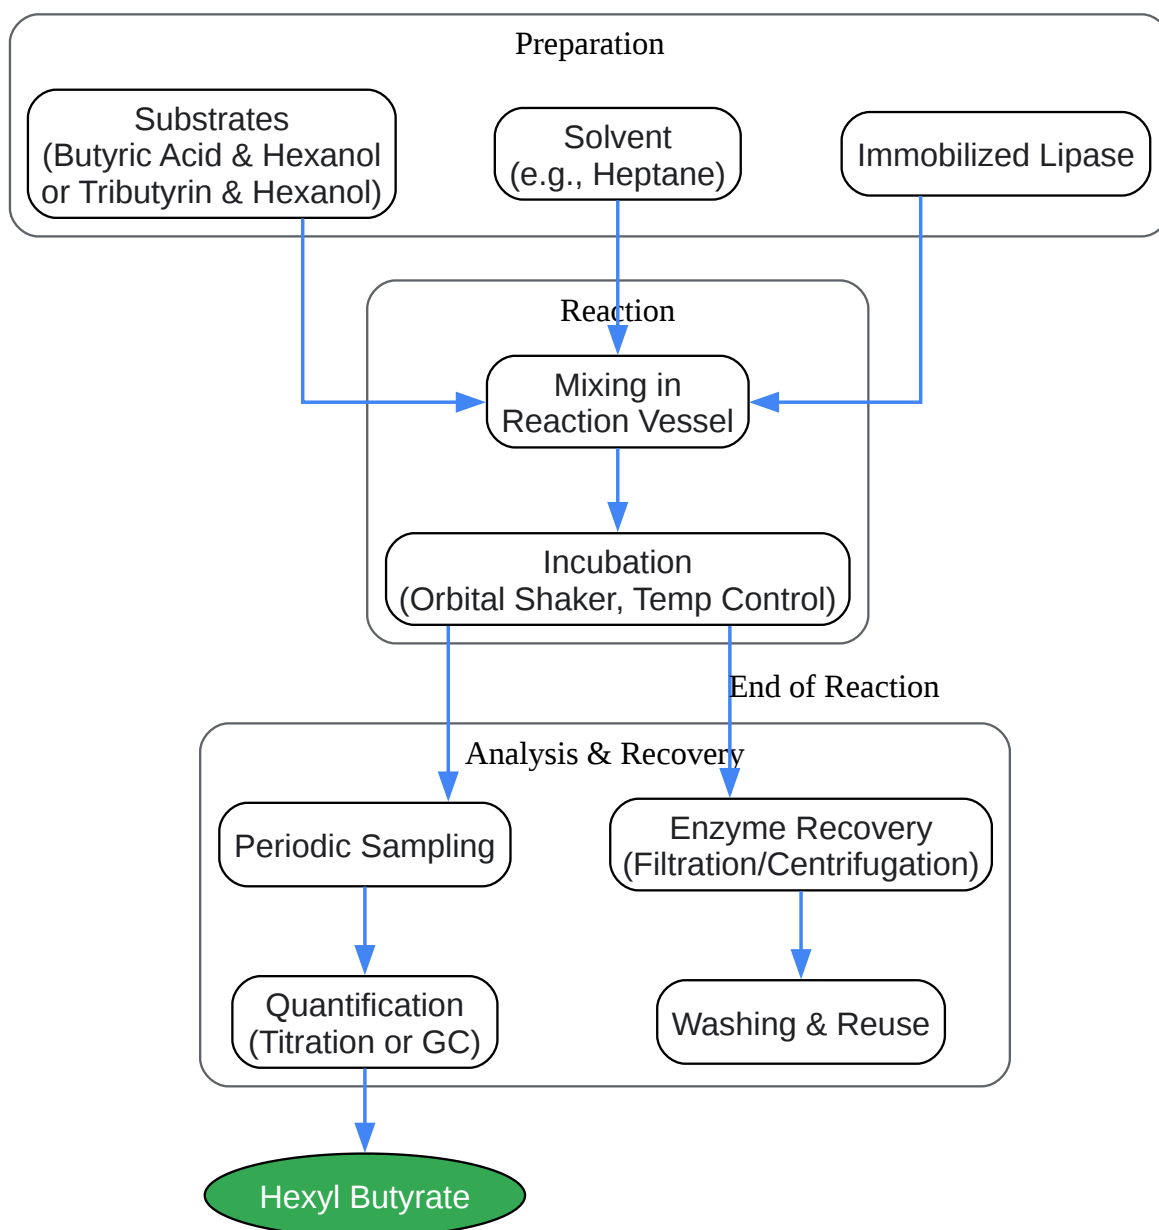 Preparation
Substrates
(Butyric Acid & Hexanol
or Tributyrin & Hexanol)
Solvent
(e.g., Heptane)
Immobilized Lipase
Reaction
Mixing in
Reaction Vessel
Incubation
(Orbital Shaker, Temp Control)
End of Reaction
Analysis & Recovery
Periodic Sampling
Enzyme Recovery
(Filtration/Centrifugation)
Quantification
(Titration or GC)
Washing & Reuse
Hexyl Butyrate